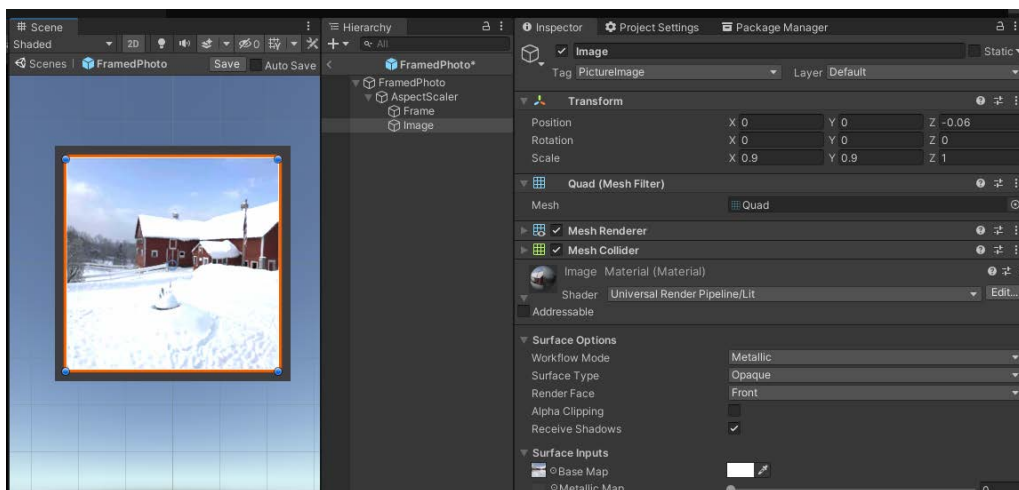 Scene
Shaded
2D
0
Scenes | FramedPhoto
Save
Auto Save
Hierarchy
All
FramedPhoto*
FramedPhoto
AspectScaler
Frame
Image
Inspector
Project Settings
Package Manager
Image
Static
Tag PictureImage
Layer Default
Transform
Position X 0 Y 0 Z -0.06
Rotation X 0 Y 0 Z 0
Scale X 0.9 Y 0.9 Z 1
Quad (Mesh Filter)
Mesh Quad
Mesh Renderer
Mesh Collider
Image Material (Material)
Shader Universal Render Pipeline/Lit Edit...
Addressable
Surface Options
Workflow Mode Metallic
Surface Type Opaque
Render Face Front
Alpha Clipping
Receive Shadows
Surface Inputs
Base Map
Metallic Map 0